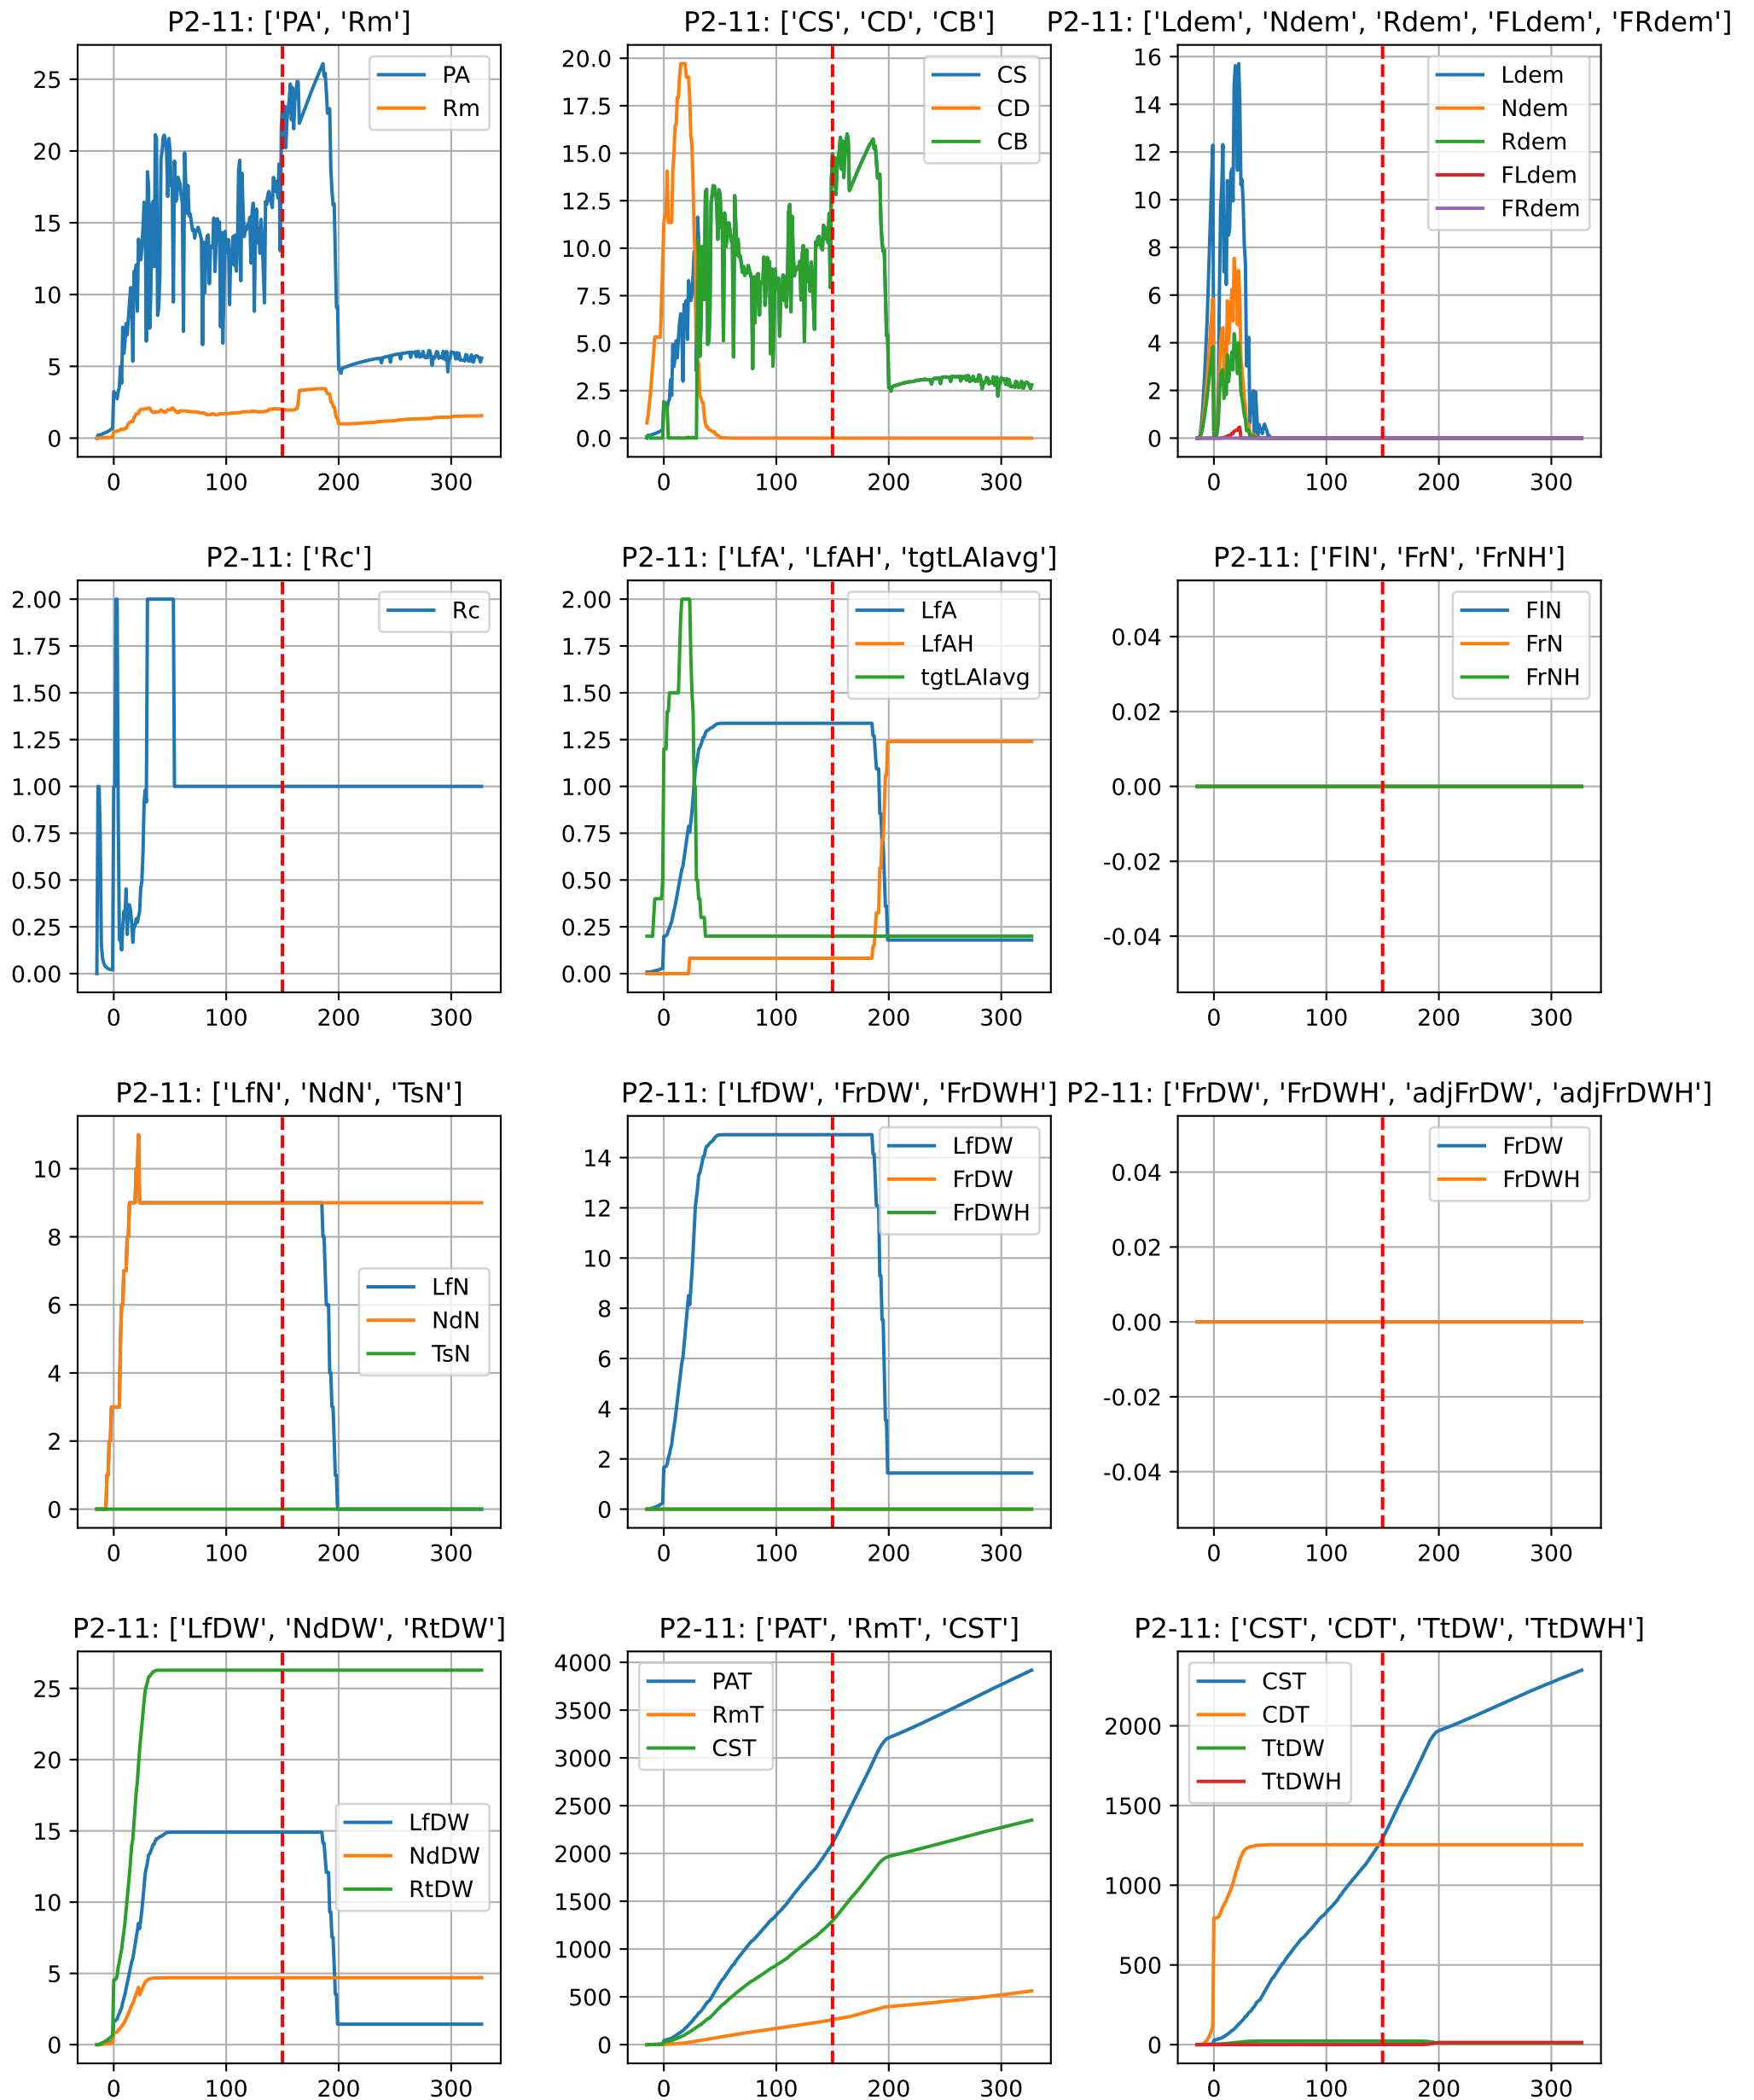 P2-11: ['PA', 'Rm']
25
20
15
10
5
0
0 100 200 300
PA
Rm
P2-11: ['CS', 'CD', 'CB']
20.0
17.5
15.0
12.5
10.0
7.5
5.0
2.5
0.0
0 100 200 300
CS
CD
CB
P2-11: ['Ldem', 'Ndem', 'Rdem', 'FLdem', 'FRdem']
16
14
12
10
8
6
4
2
0
0 100 200 300
Ldem
Ndem
Rdem
FLdem
FRdem
P2-11: ['Rc']
2.00
1.75
1.50
1.25
1.00
0.75
0.50
0.25
0.00
0 100 200 300
Rc
P2-11: ['LfA', 'LfAH', 'tgtLAIavg']
2.00
1.75
1.50
1.25
1.00
0.75
0.50
0.25
0.00
0 100 200 300
LfA
LfAH
tgtLAIavg
P2-11: ['FlN', 'FrN', 'FrNH']
0.04
0.02
0.00
-0.02
-0.04
0 100 200 300
FlN
FrN
FrNH
P2-11: ['LfN', 'NdN', 'TsN']
10
8
6
4
2
0
0 100 200 300
LfN
NdN
TsN
P2-11: ['LfDW', 'FrDW', 'FrDWH']
14
12
10
8
6
4
2
0
0 100 200 300
LfDW
FrDW
FrDWH
P2-11: ['FrDW', 'FrDWH', 'adjFrDW', 'adjFrDWH']
0.04
0.02
0.00
-0.02
-0.04
0 100 200 300
FrDW
FrDWH
P2-11: ['LfDW', 'NdDW', 'RtDW']
25
20
15
10
5
0
0 100 200 300
LfDW
NdDW
RtDW
P2-11: ['PAT', 'RmT', 'CST']
4000
3500
3000
2500
2000
1500
1000
500
0
0 100 200 300
PAT
RmT
CST
P2-11: ['CST', 'CDT', 'TtDW', 'TtDWH']
2000
1500
1000
500
0
0 100 200 300
CST
CDT
TtDW
TtDWH